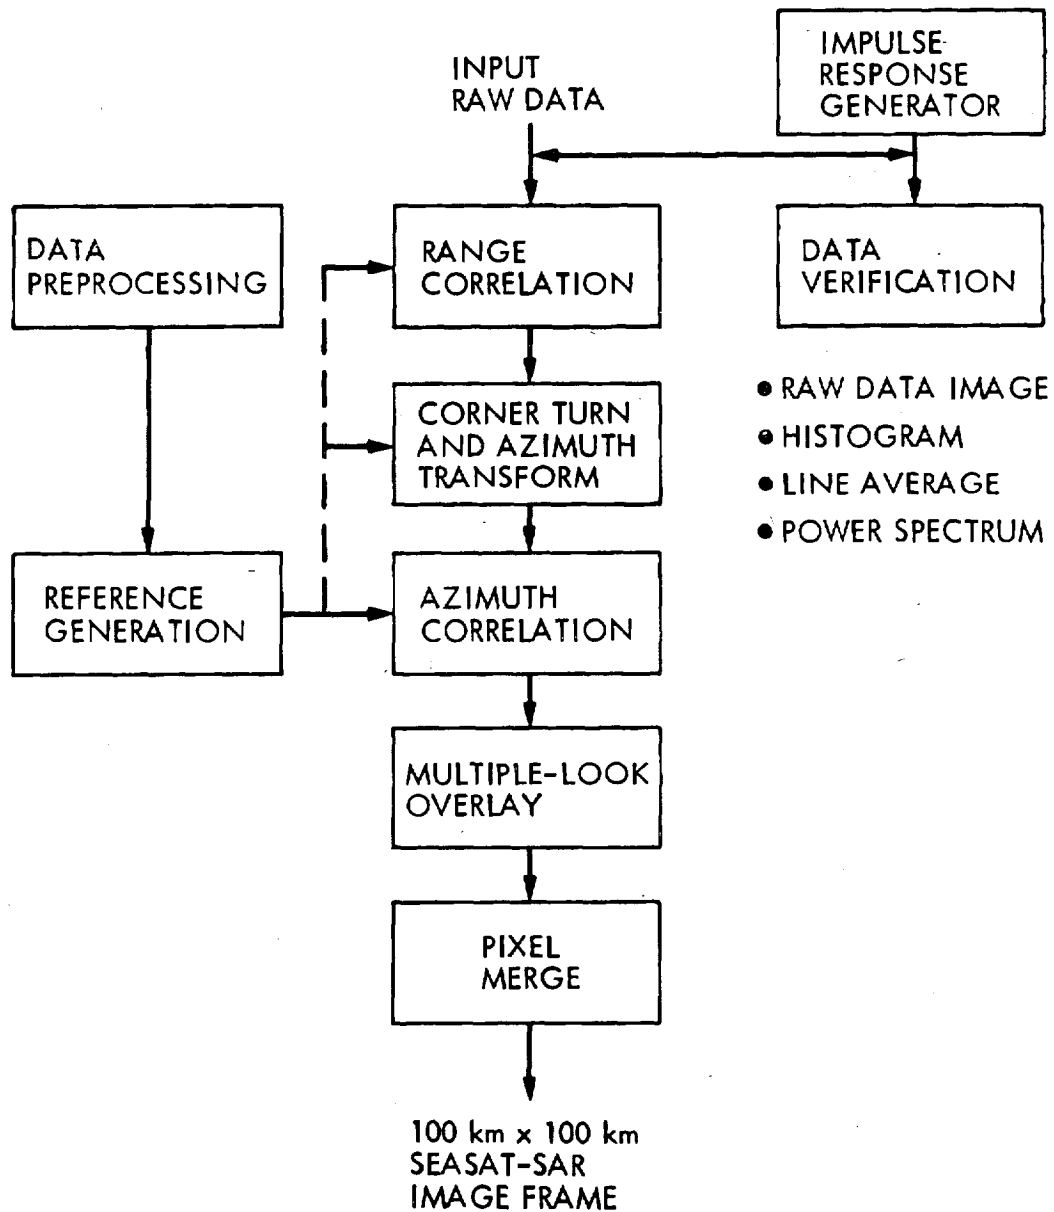 INPUT
RAW DATA
IMPULSE
RESPONSE
GENERATOR
DATA
PREPROCESSING
RANGE
CORRELATION
DATA
VERIFICATION
CORNER TURN
AND AZIMUTH
TRANSFORM
• RAW DATA IMAGE
• HISTOGRAM
• LINE AVERAGE
• POWER SPECTRUM
REFERENCE
GENERATION
AZIMUTH
CORRELATION
MULTIPLE-LOOK
OVERLAY
PIXEL
MERGE
100 km x 100 km
SEASAT-SAR
IMAGE FRAME